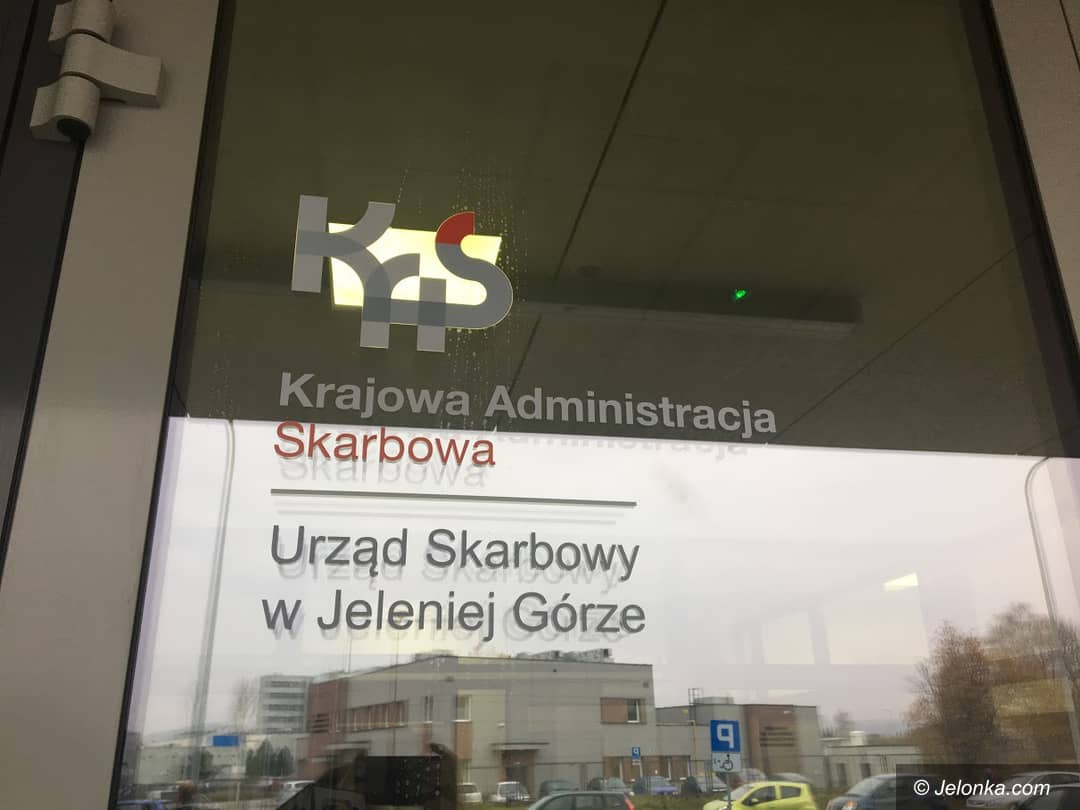 KAS
Krajowa Administracja
Skarbowa
Urząd Skarbowy
w Jeleniej Górze
P
© Jelonka.com